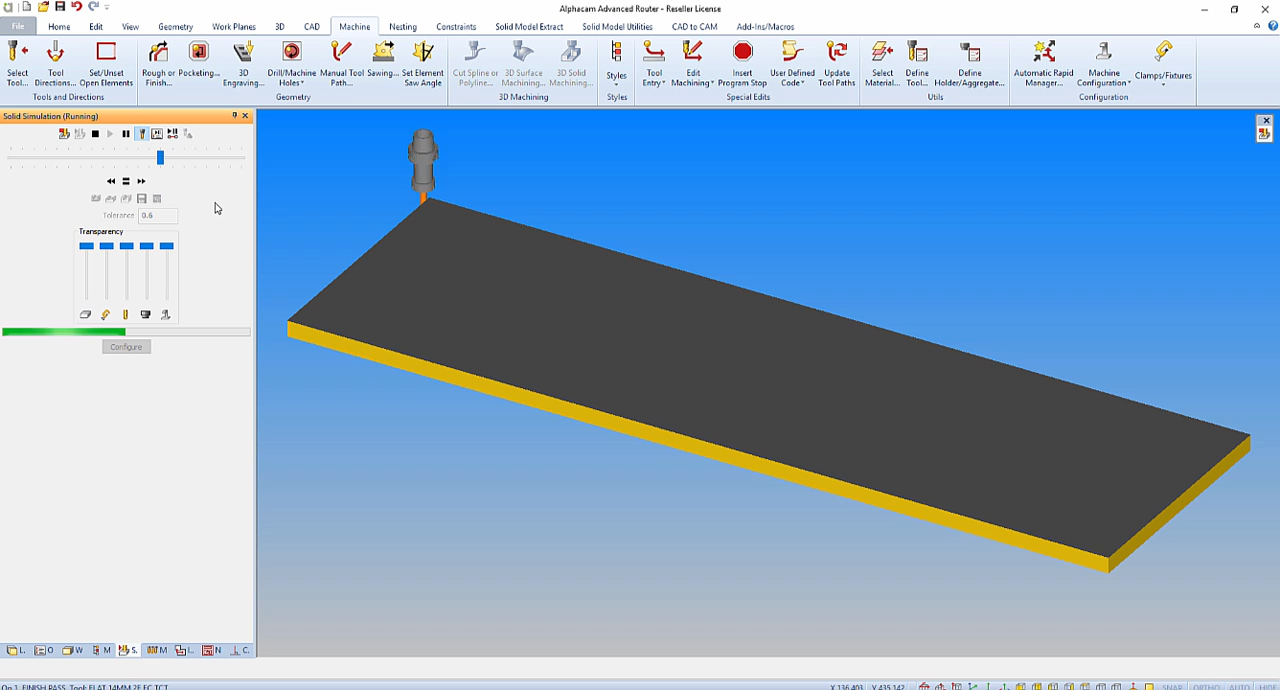 Alphacam Advanced Router - Reseller License
File Home Edit View Geometry Work Planes 3D CAD Machine Nesting Constraints Solid Model Extract Solid Model Utilities CAD to CAM Add-Ins/Macros
Select Tool... Tool Directions... Set/Unset Open Elements Rough or Finish... Pocketing... 3D Engraving... Drill/Machine Holes Manual Tool Path... Sawing... Set Element Saw Angle Cut Spline or Polyline... 3D Surface Machining... 3D Solid Machining... Styles Tool Entry Edit Machining Insert Program Stop User Defined Code Update Tool Paths Select Material... Define Tool... Define Holder/Aggregate... Automatic Rapid Manager... Machine Configuration Clamps/Fixtures
Tools and Directions Geometry 3D Machining Styles Special Edits Utils Configuration
Solid Simulation (Running)
Tolerance 0.6
Transparency
Configure
L. O W M S. M L. N C.
Op 1 FINISH PASS Tool: FLAT 14MM 2F EC TCT X 136.403 Y 435.142 SNAP ORTHO AUTO HIDE